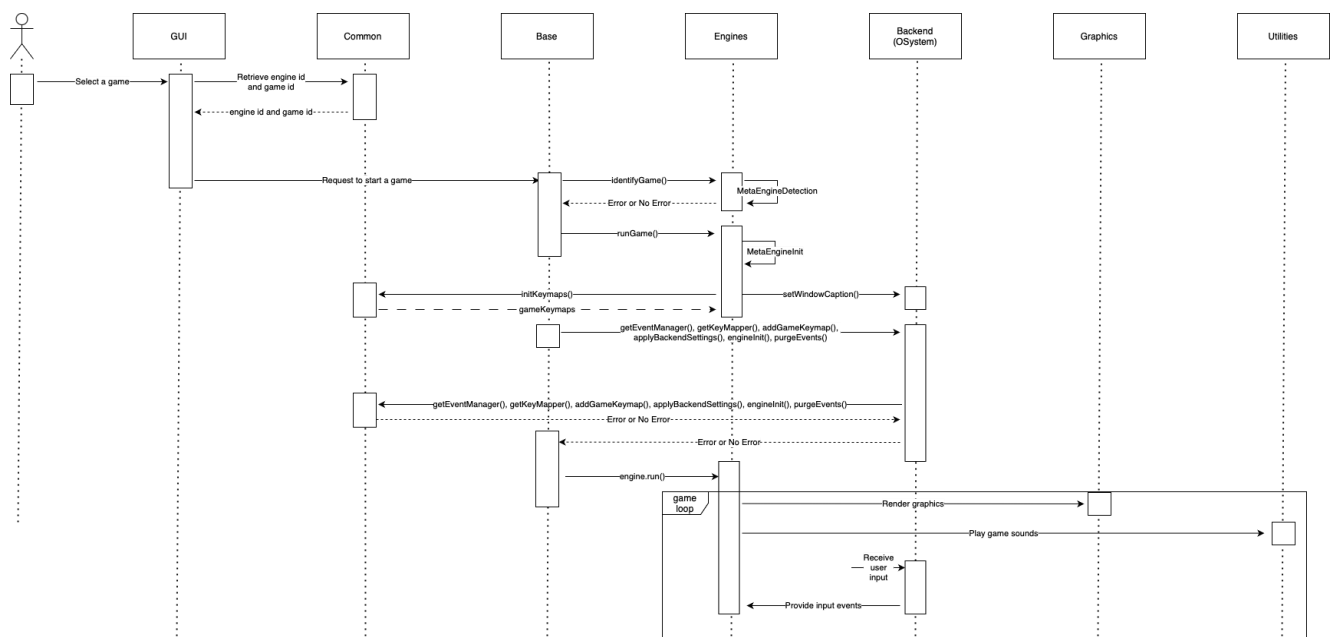 GUI
Common
Base
Engines
Backend
(OSystem)
Graphics
Utilities
Select a game
Retrieve engine id
and game id
engine id and game id
Request to start a game
identifyGame()
MetaEngineDetection
Error or No Error
runGame()
MetaEngineInit
initKeymaps()
setWindowCaption()
gameKeymaps
getEventManager(), getKeyMapper(), addGameKeymap(),
applyBackendSettings(), engineInit(), purgeEvents()
getEventManager(), getKeyMapper(), addGameKeymap(), applyBackendSettings(), engineInit(), purgeEvents()
Error or No Error
Error or No Error
engine.run()
game
loop
Render graphics
Play game sounds
Receive
user
input
Provide input events